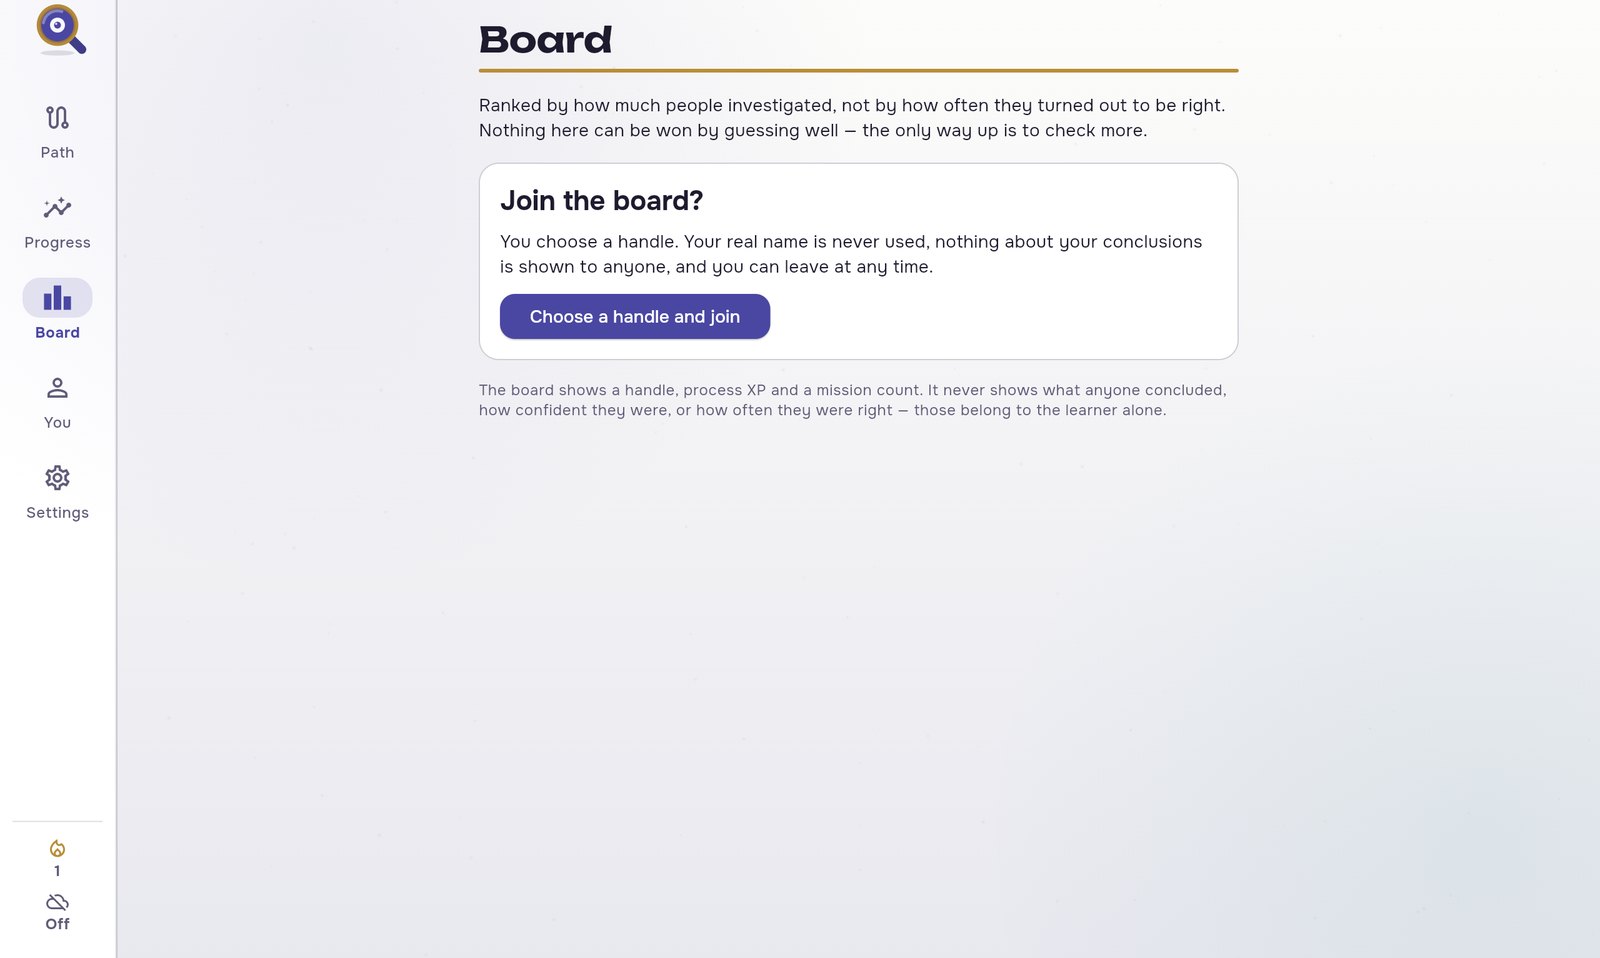 Path
Progress
Board
You
Settings
1
Off
Board
Ranked by how much people investigated, not by how often they turned out to be right.
Nothing here can be won by guessing well — the only way up is to check more.
Join the board?
You choose a handle. Your real name is never used, nothing about your conclusions
is shown to anyone, and you can leave at any time.
Choose a handle and join
The board shows a handle, process XP and a mission count. It never shows what anyone concluded,
how confident they were, or how often they were right — those belong to the learner alone.